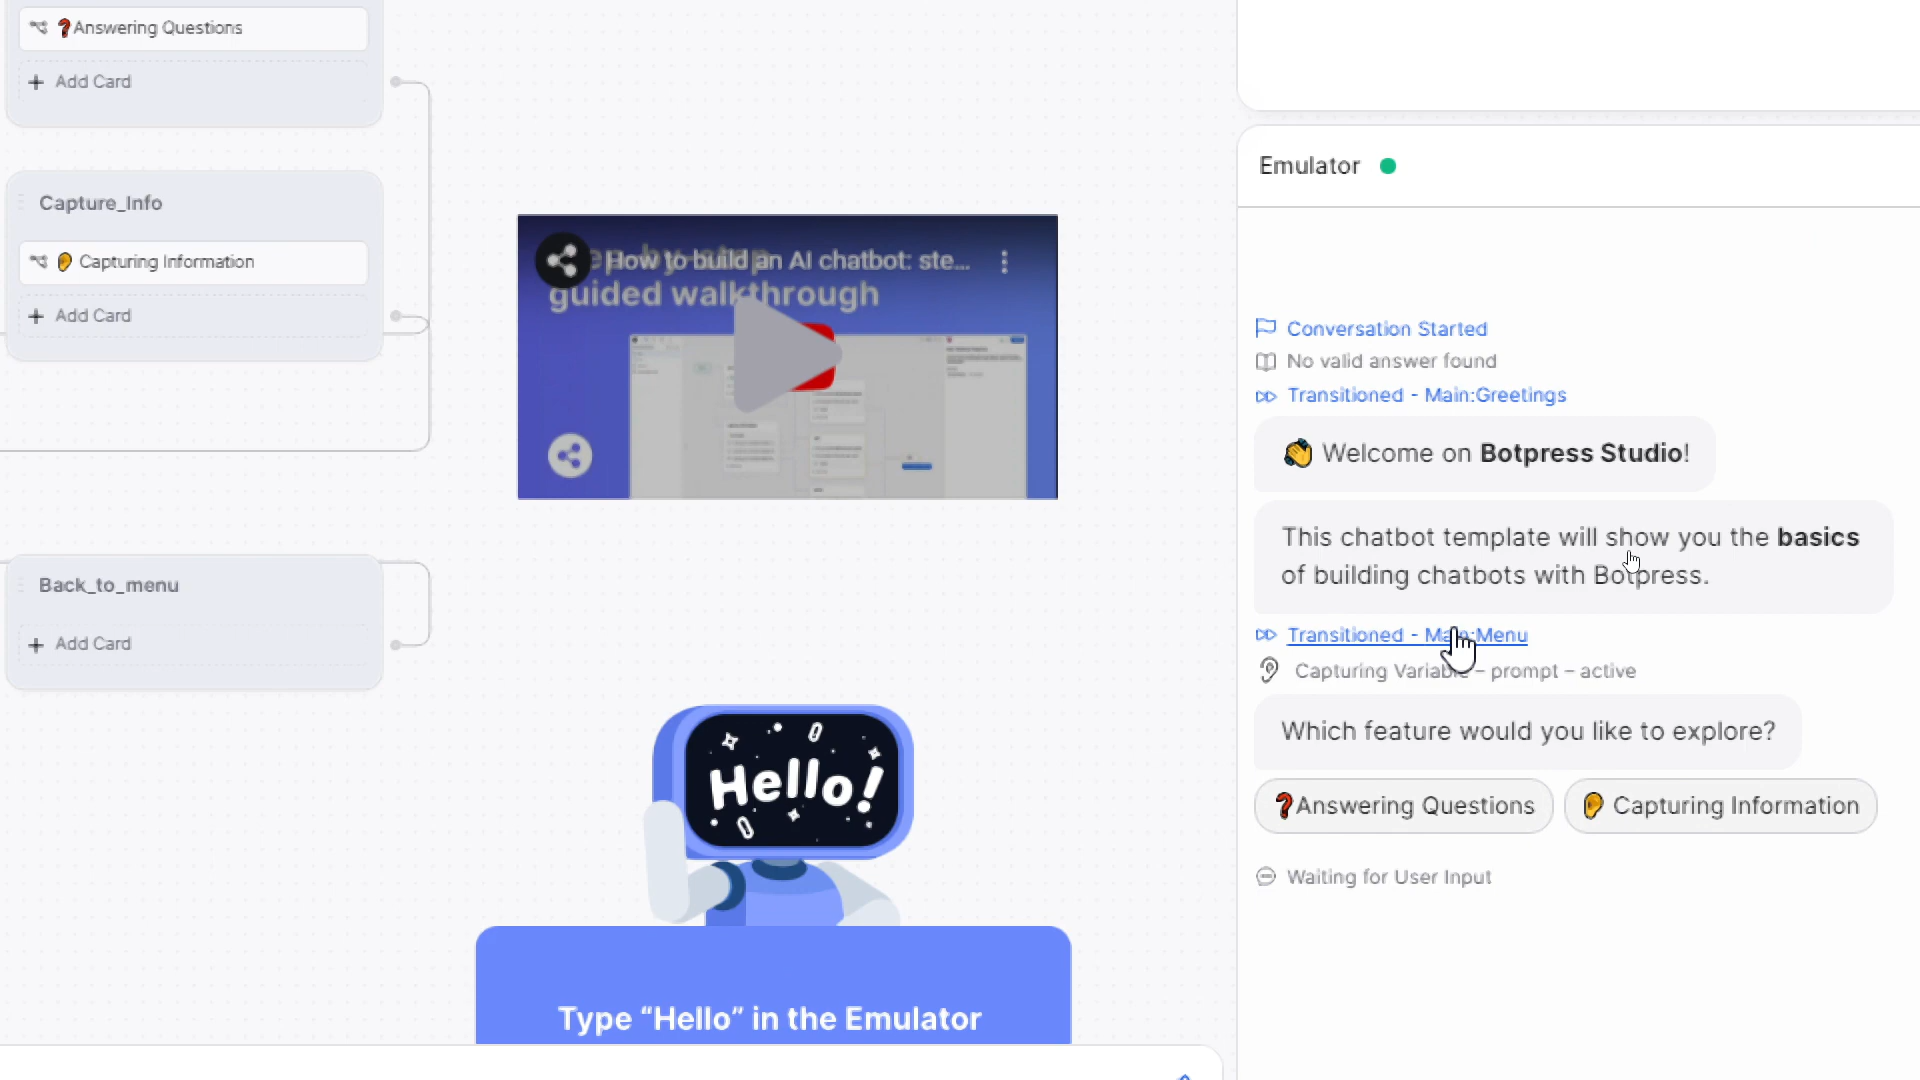 ❓Answering Questions
+ Add Card
Capture_Info
👂 Capturing Information
+ Add Card
Back_to_menu
+ Add Card
How to build an AI chatbot: ste...
step-by-step
guided walkthrough
Hello!
Type “Hello” in the Emulator
Emulator
Conversation Started
No valid answer found
Transitioned - Main:Greetings
👏 Welcome on Botpress Studio!
This chatbot template will show you the basics
of building chatbots with Botpress.
Transitioned - Main:Menu
Capturing Variable – prompt – active
Which feature would you like to explore?
❓Answering Questions
👂 Capturing Information
Waiting for User Input